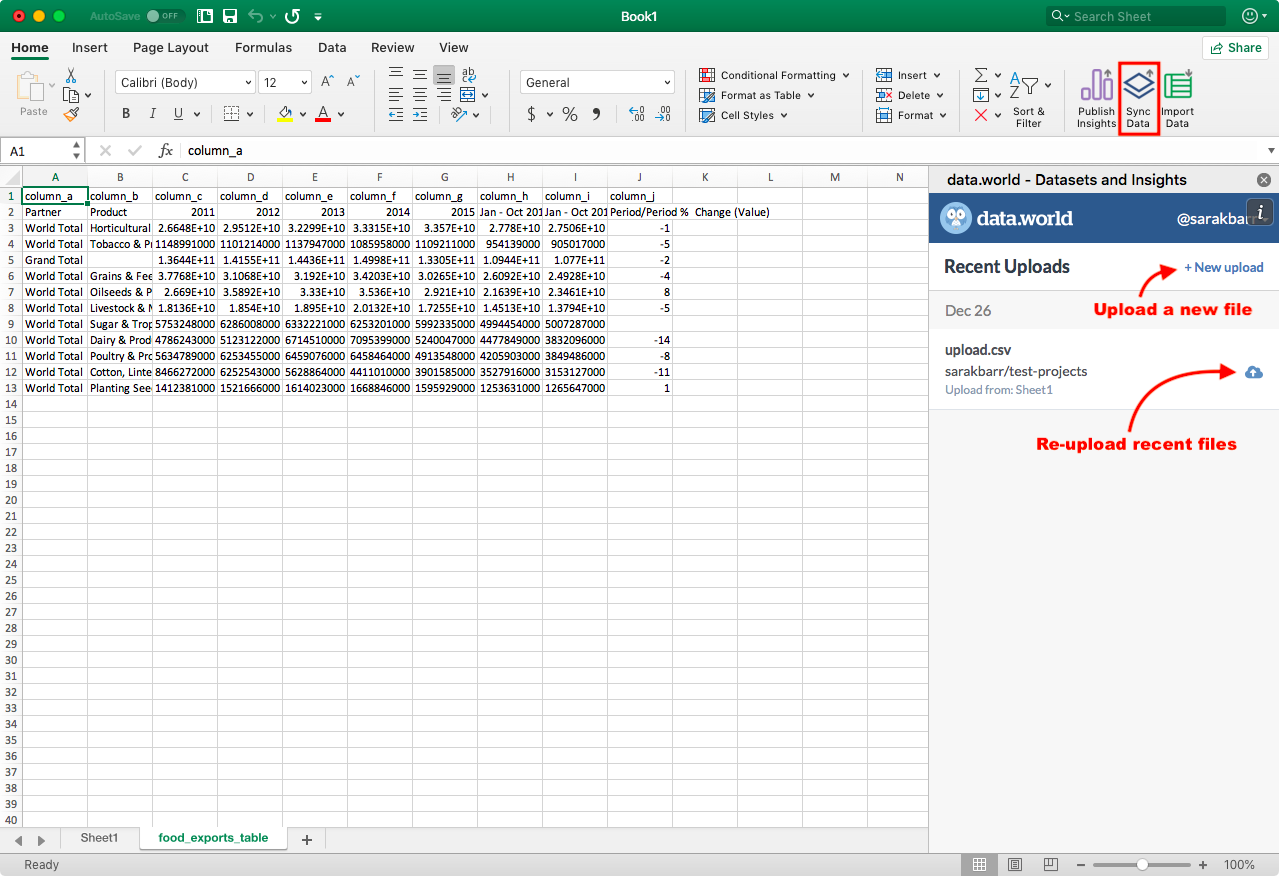 AutoSave OFF Book1 Search Sheet
Home Insert Page Layout Formulas Data Review View Share
Calibri (Body) 12 General
Paste B I U $ % 9 ab c fx
Conditional Formatting
Format as Table
Cell Styles
Insert
Delete
Format
Sort & Filter
Publish Insights
Sync Data
Import Data
A1 fx column_a
A B C D E F G H I J K L M N
1 column_a column_b column_c column_d column_e column_f column_g column_h column_i column_j
2 Partner Product 2011 2012 2013 2014 2015 Jan - Oct 201 Jan - Oct 201 Period/Period % Change (Value)
3 World Total Horticultural 2.6648E+10 2.9512E+10 3.2299E+10 3.3315E+10 3.357E+10 2.778E+10 2.7506E+10 -1
4 World Total Tobacco & Pr 1148991000 1101214000 1137947000 1085958000 1109211000 954139000 905017000 -5
5 Grand Total 1.3644E+11 1.4155E+11 1.4436E+11 1.4998E+11 1.3305E+11 1.0944E+11 1.077E+11 -2
6 World Total Grains & Fee 3.3768E+10 3.1068E+10 3.192E+10 3.4203E+10 3.0265E+10 2.6092E+10 2.4928E+10 -4
7 World Total Oilseeds & P 2.669E+10 3.5892E+10 3.33E+10 3.536E+10 2.921E+10 2.1639E+10 2.3461E+10 8
8 World Total Livestock & M 1.8136E+10 1.854E+10 1.895E+10 2.0132E+10 1.7255E+10 1.4513E+10 1.3794E+10 -5
9 World Total Sugar & Trop 5753248000 6286008000 6332221000 6253201000 5992335000 4994454000 5007287000
10 World Total Dairy & Prod 4786243000 5123122000 6714510000 7095399000 5240047000 4477849000 3832096000 -14
11 World Total Poultry & Pro 5634789000 6253455000 6459076000 6458464000 4913548000 4205903000 3849486000 -8
12 World Total Cotton, Linte 8466272000 6252543000 5628864000 4411010000 3901585000 3527916000 3153127000 -11
13 World Total Planting See 1412381000 1521666000 1614023000 1668846000 1595929000 1253631000 1265647000 1
14
15
16
17
18
19
20
21
22
23
24
25
26
27
28
29
30
31
32
33
34
35
36
37
38
39
40
data.world - Datasets and Insights
data.world @sarakbarr i
Recent Uploads + New upload
Upload a new file
Dec 26
upload.csv
sarakbarr/test-projects
Upload from: Sheet1
Re-upload recent files
Sheet1 food_exports_table +
Ready 100%